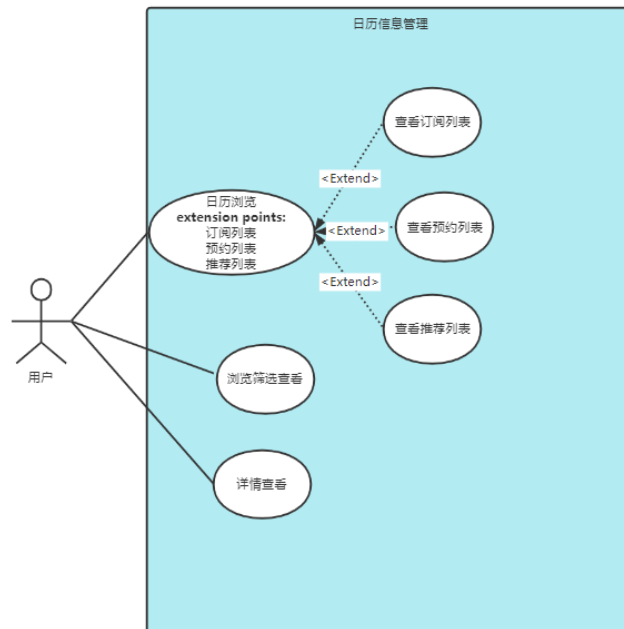 日历信息管理
查看订阅列表
<Extend>
日历浏览
extension points:
订阅列表
预约列表
推荐列表
<Extend>
查看预约列表
<Extend>
查看推荐列表
用户
浏览筛选查看
详情查看